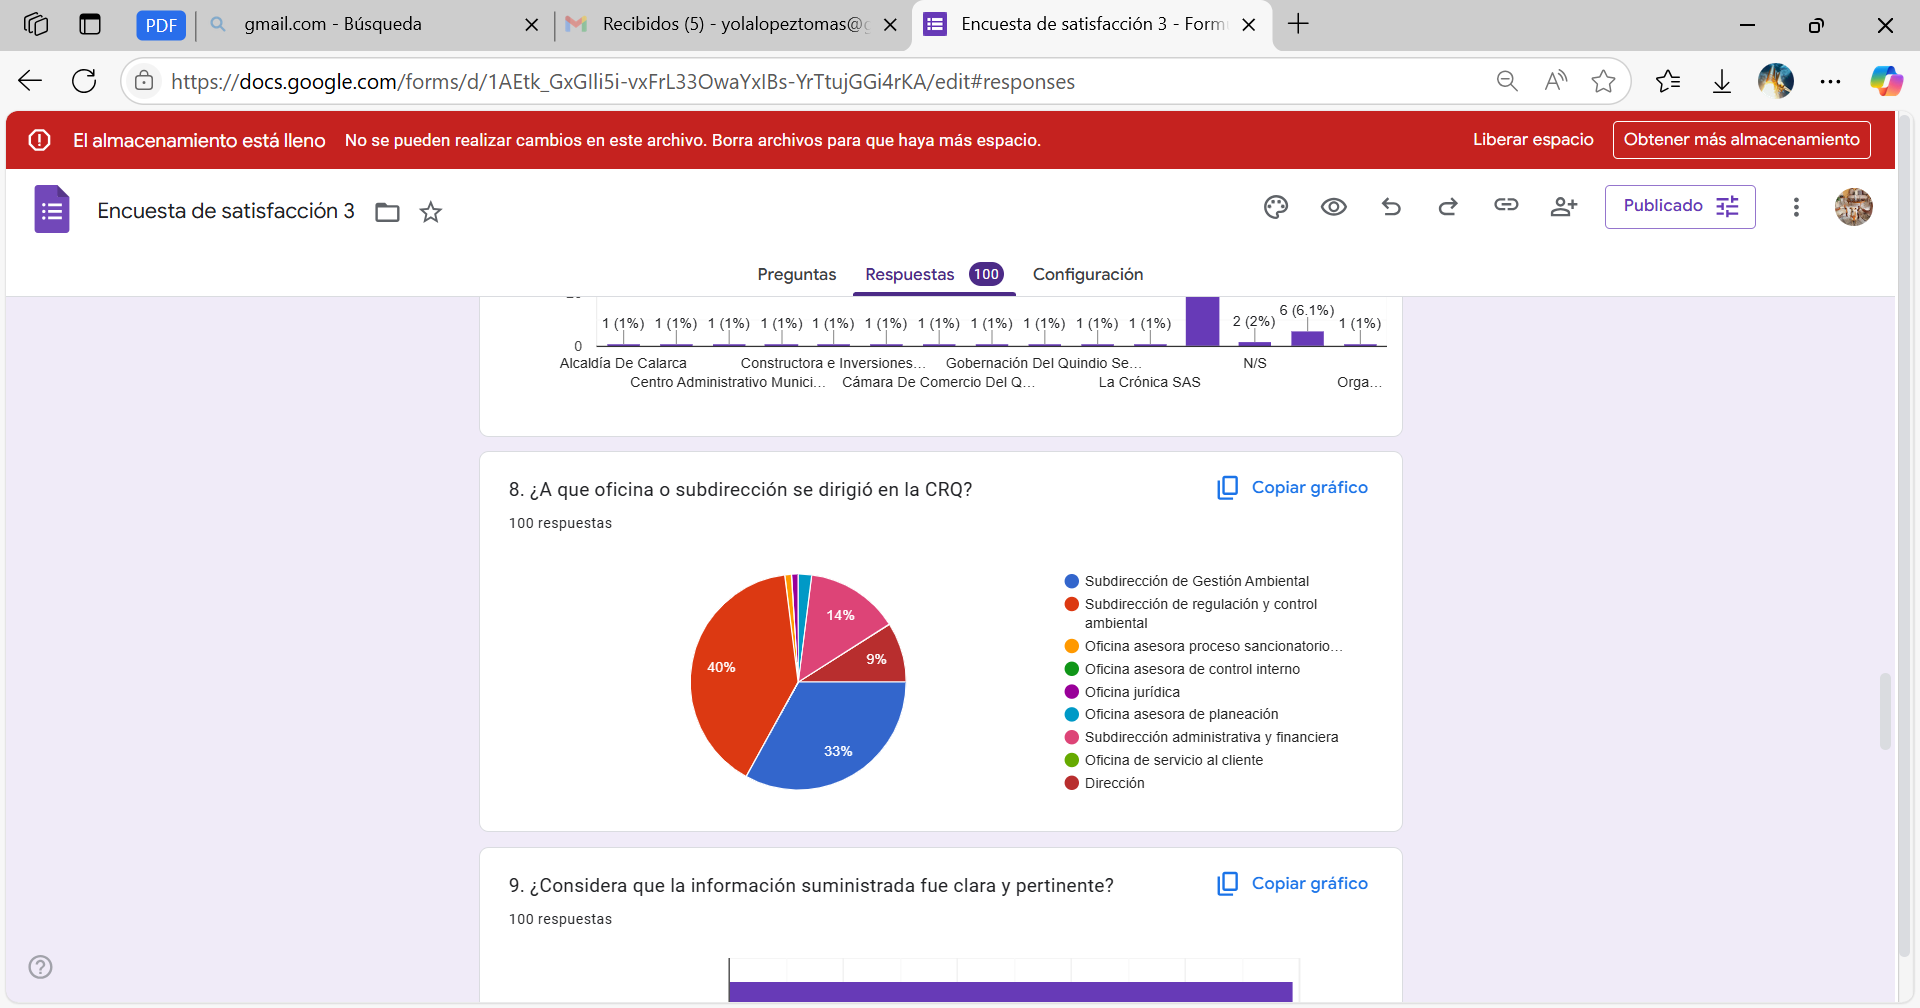 PDF
gmail.com - Búsqueda
Recibidos (5) - yolalopeztomas@g
Encuesta de satisfacción 3 - Form
https://docs.google.com/forms/d/1AEtk_GxGIli5i-vxFrL33OwaYxIBs-YrTtujGGi4rKA/edit#responses
El almacenamiento está lleno No se pueden realizar cambios en este archivo. Borra archivos para que haya más espacio. Liberar espacio Obtener más almacenamiento
Encuesta de satisfacción 3
Publicado
Preguntas Respuestas 100 Configuración
1 (1%) 1 (1%) 1 (1%) 1 (1%) 1 (1%) 1 (1%) 1 (1%) 1 (1%) 1 (1%) 1 (1%) 1 (1%) 2 (2%) 6 (6.1%) 1 (1%)
0
Alcaldía De Calarca Constructora e Inversiones... Gobernación Del Quindio Se... N/S
Centro Administrativo Munici... Cámara De Comercio Del Q... La Crónica SAS Orga...
8. ¿A que oficina o subdirección se dirigió en la CRQ?
Copiar gráfico
100 respuestas
14%
9%
40%
33%
Subdirección de Gestión Ambiental
Subdirección de regulación y control
ambiental
Oficina asesora proceso sancionatorio...
Oficina asesora de control interno
Oficina jurídica
Oficina asesora de planeación
Subdirección administrativa y financiera
Oficina de servicio al cliente
Dirección
9. ¿Considera que la información suministrada fue clara y pertinente?
Copiar gráfico
100 respuestas